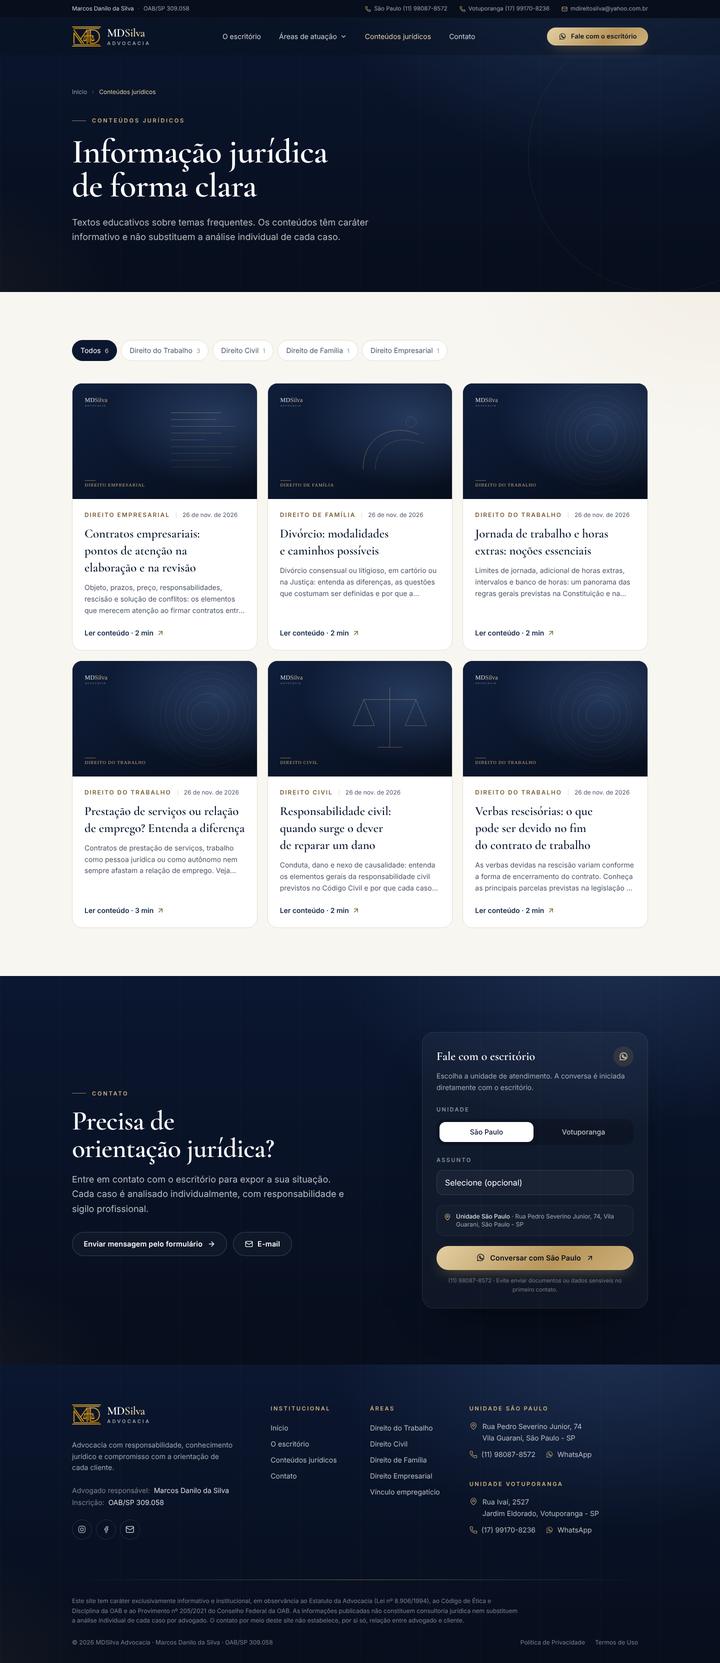 Marcos Danilo da Silva · OAB/SP 309.058
São Paulo (11) 98087-8572
Votuporanga (17) 99170-8236
mdireitosilva@yahoo.com.br
MDSilva
ADVOCACIA
O escritório
Áreas de atuação
Conteúdos jurídicos
Contato
Fale com o escritório
Início › Conteúdos jurídicos
CONTEÚDOS JURÍDICOS
Informação jurídica
de forma clara
Textos educativos sobre temas frequentes. Os conteúdos têm caráter
informativo e não substituem a análise individual de cada caso.
Todos 6
Direito do Trabalho 3
Direito Civil 1
Direito de Família 1
Direito Empresarial 1
MDSilva
ADVOCACIA
DIREITO EMPRESARIAL
DIREITO EMPRESARIAL | 26 de nov. de 2026
Contratos empresariais:
pontos de atenção na
elaboração e na revisão
Objeto, prazos, preço, responsabilidades,
rescisão e solução de conflitos: os elementos
que merecem atenção ao firmar contratos entr...
Ler conteúdo · 2 min
MDSilva
ADVOCACIA
DIREITO DE FAMÍLIA
DIREITO DE FAMÍLIA | 26 de nov. de 2026
Divórcio: modalidades
e caminhos possíveis
Divórcio consensual ou litigioso, em cartório ou
na Justiça: entenda as diferenças, as questões
que costumam ser definidas e por que a...
Ler conteúdo · 2 min
MDSilva
ADVOCACIA
DIREITO DO TRABALHO
DIREITO DO TRABALHO | 26 de nov. de 2026
Jornada de trabalho e horas
extras: noções essenciais
Limites de jornada, adicional de horas extras,
intervalos e banco de horas: um panorama das
regras gerais previstas na Constituição e na...
Ler conteúdo · 2 min
MDSilva
ADVOCACIA
DIREITO DO TRABALHO
DIREITO DO TRABALHO | 26 de nov. de 2026
Prestação de serviços ou relação
de emprego? Entenda a diferença
Contratos de prestação de serviços, trabalho
como pessoa jurídica ou como autônomo nem
sempre afastam a relação de emprego. Veja...
Ler conteúdo · 3 min
MDSilva
ADVOCACIA
DIREITO CIVIL
DIREITO CIVIL | 26 de nov. de 2026
Responsabilidade civil:
quando surge o dever
de reparar um dano
Conduta, dano e nexo de causalidade: entenda
os elementos gerais da responsabilidade civil
previstos no Código Civil e por que cada caso...
Ler conteúdo · 2 min
MDSilva
ADVOCACIA
DIREITO DO TRABALHO
DIREITO DO TRABALHO | 26 de nov. de 2026
Verbas rescisórias: o que
pode ser devido no fim
do contrato de trabalho
As verbas devidas na rescisão variam conforme
a forma de encerramento do contrato. Conheça
as principais parcelas previstas na legislação ...
Ler conteúdo · 2 min
CONTATO
Precisa de
orientação jurídica?
Entre em contato com o escritório para expor a sua situação.
Cada caso é analisado individualmente, com responsabilidade e
sigilo profissional.
Enviar mensagem pelo formulário
E-mail
Fale com o escritório
Escolha a unidade de atendimento. A conversa é iniciada
diretamente com o escritório.
UNIDADE
São Paulo
Votuporanga
ASSUNTO
Selecione (opcional)
Unidade São Paulo · Rua Pedro Severino Junior, 74, Vila
Guarani, São Paulo - SP
Conversar com São Paulo
(11) 98087-8572 · Evite enviar documentos ou dados sensíveis no
primeiro contato.
MDSilva
ADVOCACIA
Advocacia com responsabilidade, conhecimento
jurídico e compromisso com a orientação de
cada cliente.
Advogado responsável: Marcos Danilo da Silva
Inscrição: OAB/SP 309.058
INSTITUCIONAL
Início
O escritório
Conteúdos jurídicos
Contato
ÁREAS
Direito do Trabalho
Direito Civil
Direito de Família
Direito Empresarial
Vínculo empregatício
UNIDADE SÃO PAULO
Rua Pedro Severino Junior, 74
Vila Guarani, São Paulo - SP
(11) 98087-8572
WhatsApp
UNIDADE VOTUPORANGA
Rua Ivaí, 2527
Jardim Eldorado, Votuporanga - SP
(17) 99170-8236
WhatsApp
Este site tem caráter exclusivamente informativo e institucional, em observância ao Estatuto da Advocacia (Lei nº 8.906/1994), ao Código de Ética e
Disciplina da OAB e ao Provimento nº 205/2021 do Conselho Federal da OAB. As informações publicadas não constituem consultoria jurídica nem substituem
a análise individual de cada caso por advogado. O contato por meio deste site não estabelece, por si só, relação entre advogado e cliente.
© 2026 MDSilva Advocacia · Marcos Danilo da Silva · OAB/SP 309.058
Política de Privacidade
Termos de Uso